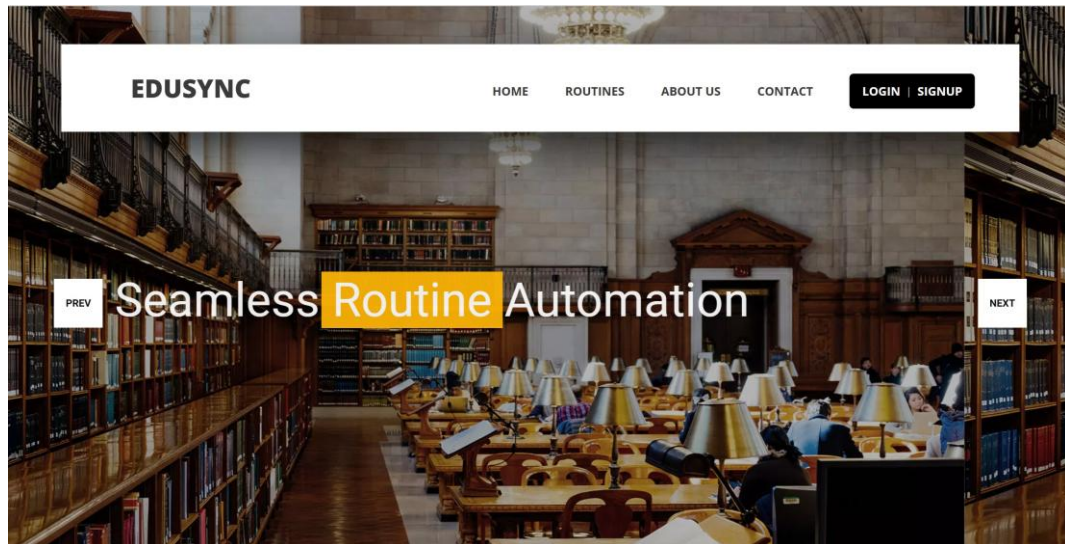 EDUSYNC
HOME ROUTINES ABOUT US CONTACT LOGIN | SIGNUP
PREV Seamless Routine Automation NEXT